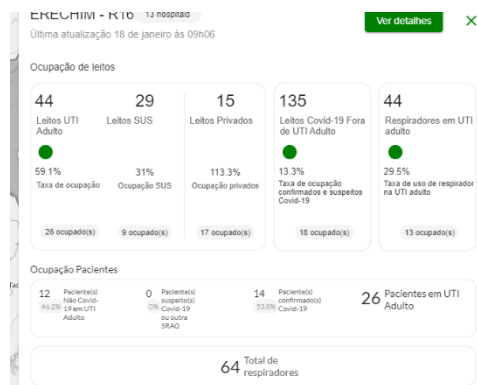 ERECHIM - R16 13 hospitais
Ver detalhes
Última atualização 18 de janeiro às 09h06
Ocupação de leitos
44
Leitos UTI
Adulto
59.1%
Taxa de ocupação
26 ocupado(s)
29
Leitos SUS
31%
Ocupação SUS
9 ocupado(s)
15
Leitos Privados
113.3%
Ocupação privados
17 ocupado(s)
135
Leitos Covid-19 Fora
de UTI Adulto
13.3%
Taxa de ocupação
confirmados e suspeitos
Covid-19
18 ocupado(s)
44
Respiradores em UTI
adulto
29.5%
Taxa de uso de respirador
na UTI adulto
13 ocupado(s)
Ocupação Pacientes
12
46.2%
Paciente(s)
Não Covid-
19 em UTI
Adulto
0
0%
Paciente(s)
suspeito(s)
Covid-19
ou outra
SRAG
14
53.8%
Paciente(s)
confirmado(s)
Covid-19
26 Pacientes em UTI
Adulto
64 Total de
respiradores